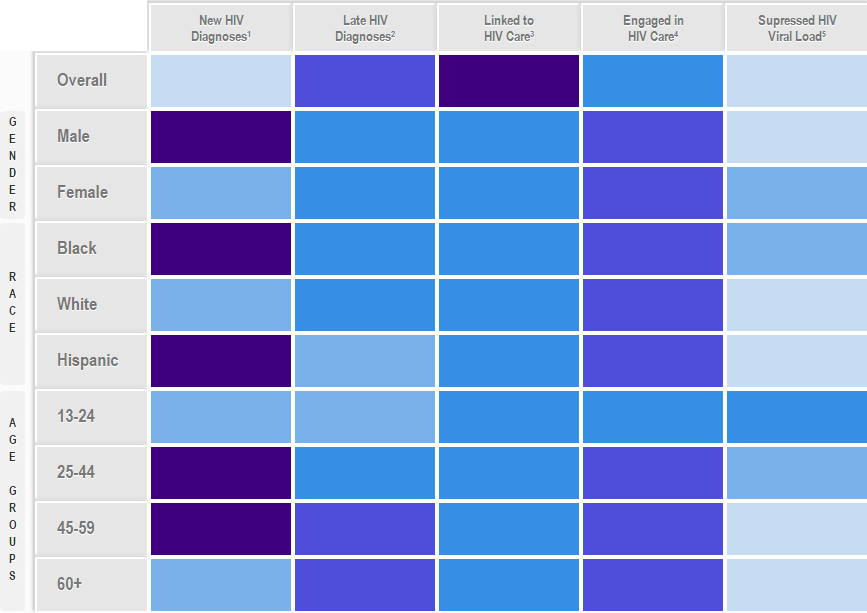 New HIV
Diagnoses¹
Late HIV
Diagnoses²
Linked to
HIV Care³
Engaged in
HIV Care⁴
Supressed HIV
Viral Load⁵
Overall
GENDER
Male
Female
RACE
Black
White
Hispanic
AGE GROUPS
13-24
25-44
45-59
60+